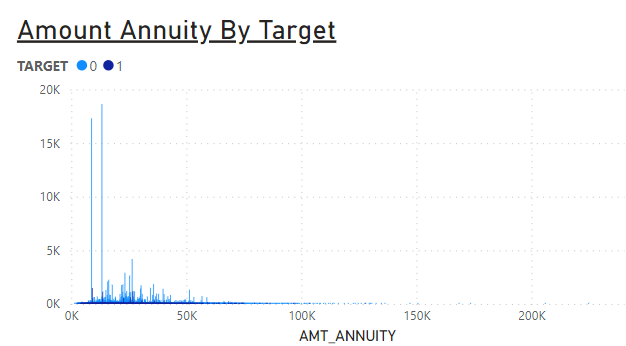 Amount Annuity By Target
TARGET 0 1
20K
15K
10K
5K
0K
0K 50K 100K 150K 200K
AMT_ANNUITY